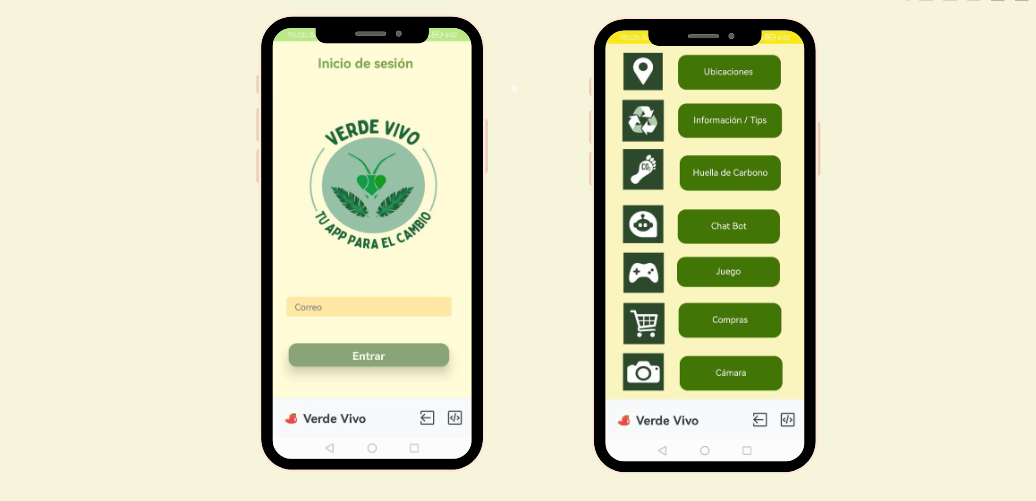 Inicio de sesión
VERDE VIVO
TU APP PARA EL CAMBIO
Correo
Entrar
Verde Vivo
Ubicaciones
Información / Tips
CO₂
Huella de Carbono
Chat Bot
Juego
Compras
Cámara
Verde Vivo